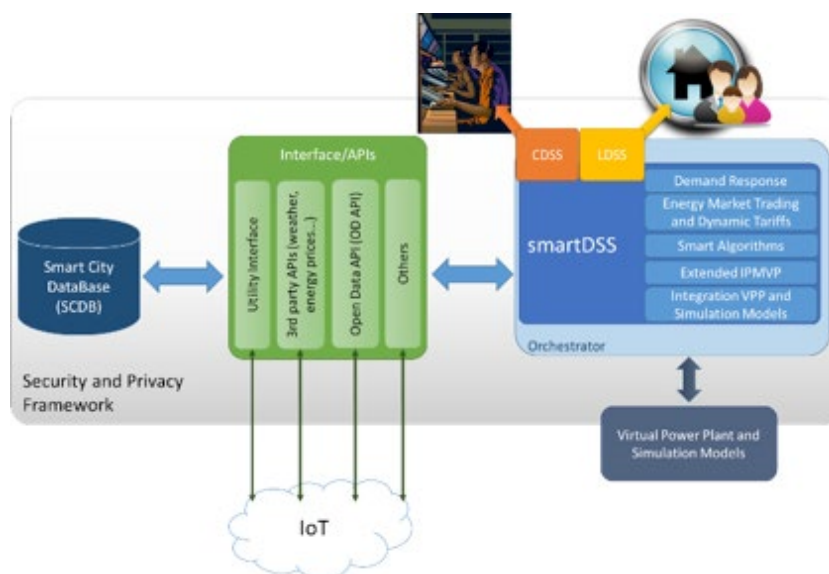 CDSS
LDSS
Interface/APIs
Utility Interface
3rd party APIs (weather,
energy prices...)
Open Data API (OD API)
Others
Smart City
DataBase
(SCDB)
smartDSS
Demand Response
Energy Market Trading
and Dynamic Tariffs
Smart Algorithms
Extended IPMVP
Integration VPP and
Simulation Models
Orchestrator
Security and Privacy
Framework
Virtual Power Plant and
Simulation Models
IoT